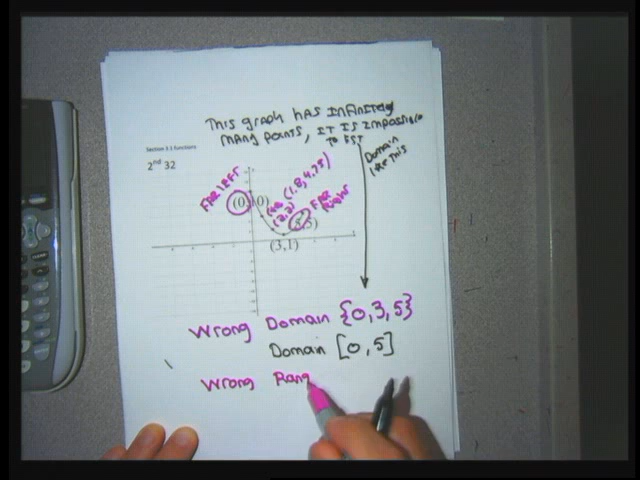 THIS graph HAS INFINITELY
MANY POINTS, IT IS IMPOSSIBLE
TO LIST
DOMAIN
LIKE THIS
Section 3.1 functions
2nd 32
FAR LEFT
(0,10)
(1.8,4.75)
(2,2)
FAR
RIGHT
(5,5)
(3,1)
Wrong Domain {0,3,5}
Domain [0,5]
Wrong Rang